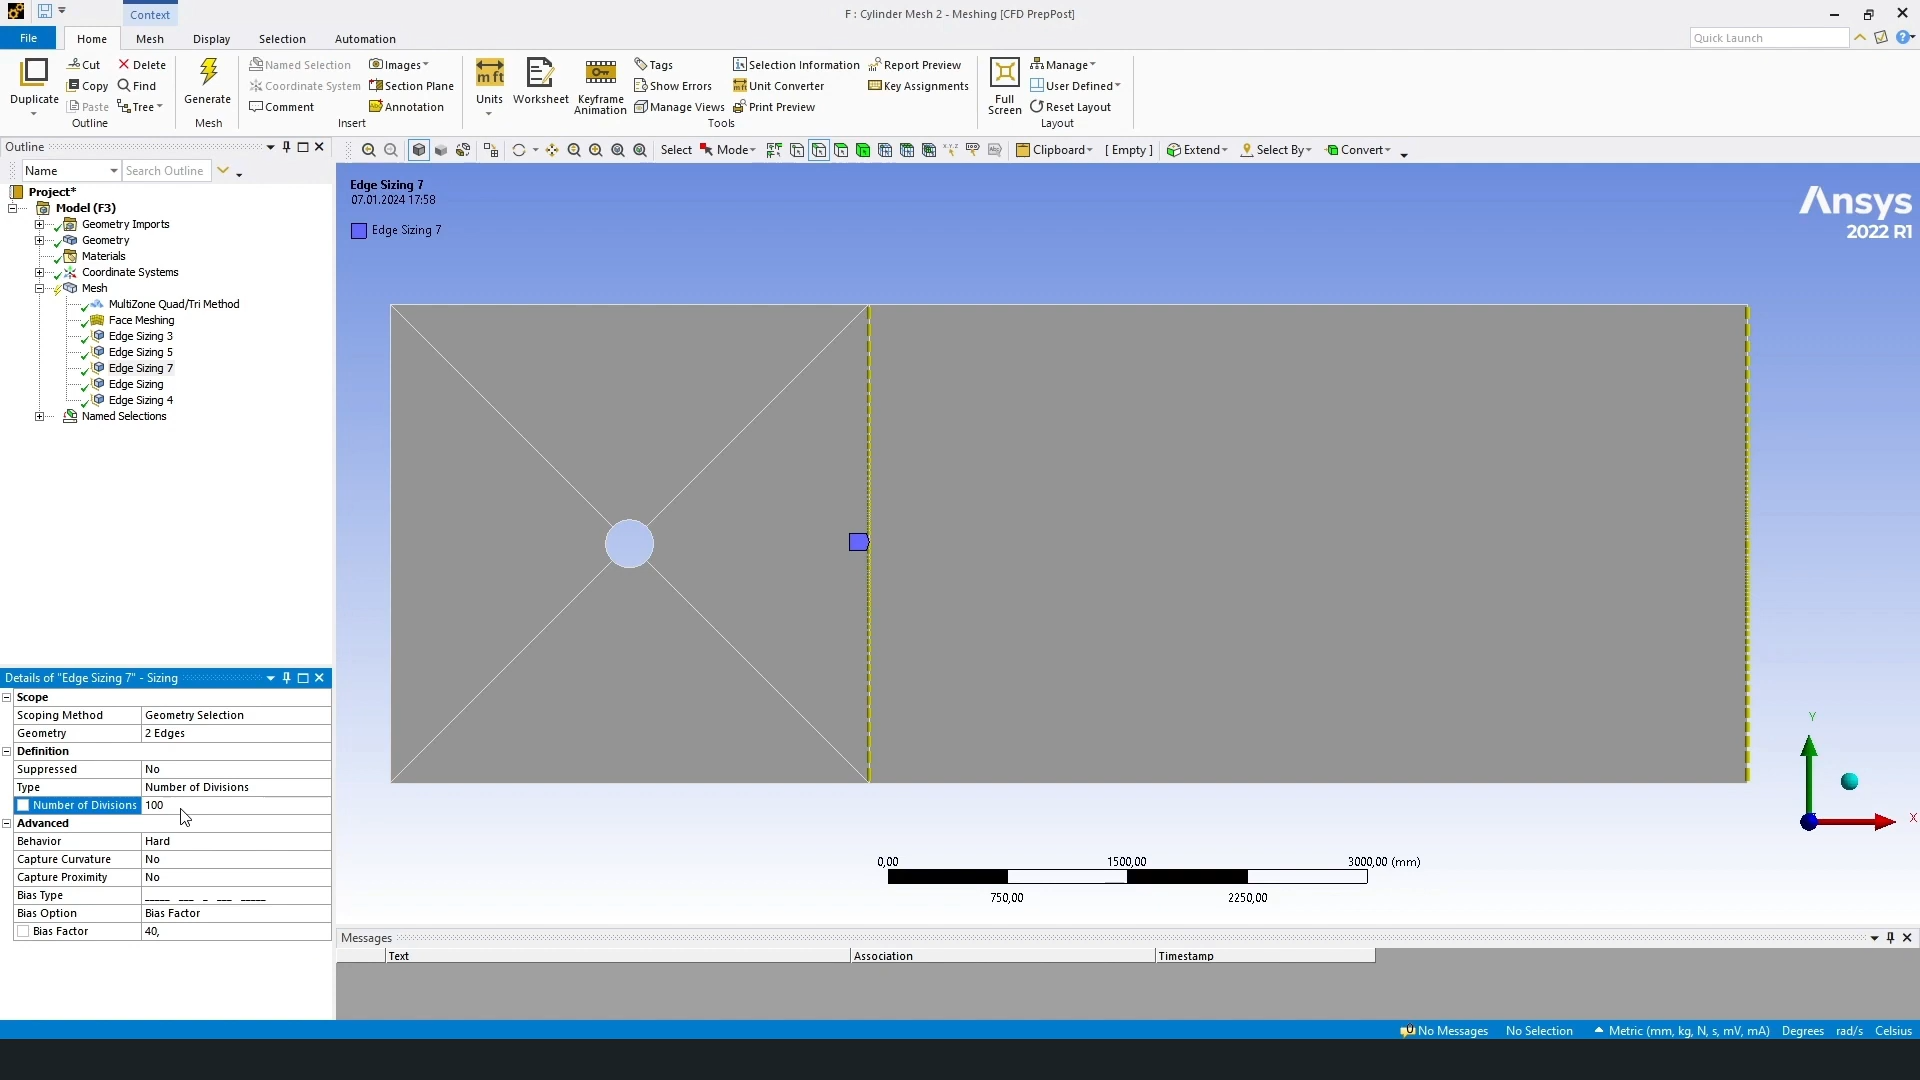 Context
F : Cylinder Mesh 2 - Meshing [CFD PrepPost]
File Home Mesh Display Selection Automation
Quick Launch
Duplicate
Cut
Copy
Paste
Delete
Find
Tree
Outline
Generate
Mesh
Named Selection
Coordinate System
Comment
Images
Section Plane
Annotation
Insert
Units
Worksheet
Keyframe
Animation
Tags
Show Errors
Manage Views
Selection Information
Unit Converter
Print Preview
Report Preview
Key Assignments
Tools
Full
Screen
Manage
User Defined
Reset Layout
Layout
Outline
Name
Search Outline
Select Mode Clipboard [ Empty ] Extend Select By Convert
Project*
Model (F3)
Geometry Imports
Geometry
Materials
Coordinate Systems
Mesh
MultiZone Quad/Tri Method
Face Meshing
Edge Sizing 3
Edge Sizing 5
Edge Sizing 7
Edge Sizing
Edge Sizing 4
Named Selections
Edge Sizing 7
07.01.2024 17:58
Edge Sizing 7
Ansys
2022 R1
Details of "Edge Sizing 7" - Sizing
Scope
Scoping Method Geometry Selection
Geometry 2 Edges
Definition
Suppressed No
Type Number of Divisions
Number of Divisions 100
Advanced
Behavior Hard
Capture Curvature No
Capture Proximity No
Bias Type _____ ___ _ ___ _____
Bias Option Bias Factor
Bias Factor 40,
Y
X
0,00 1500,00 3000,00 (mm)
750,00 2250,00
Messages
Text Association Timestamp
No Messages No Selection Metric (mm, kg, N, s, mV, mA) Degrees rad/s Celsius